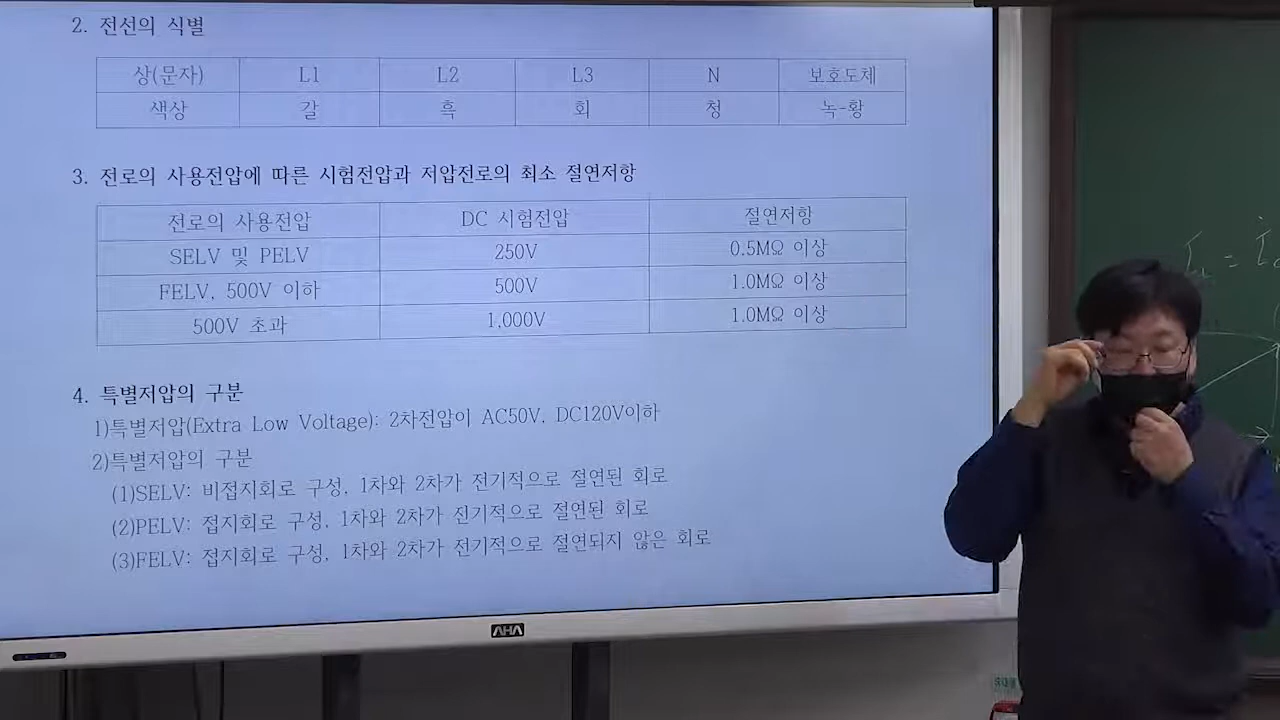 2. 전선의 식별
상(문자) L1 L2 L3 N 보호도체
색상 갈 흑 회 청 녹-황
3. 전로의 사용전압에 따른 시험전압과 저압전로의 최소 절연저항
전로의 사용전압 DC 시험전압 절연저항
SELV 및 PELV 250V 0.5MΩ 이상
FELV, 500V 이하 500V 1.0MΩ 이상
500V 초과 1,000V 1.0MΩ 이상
4. 특별저압의 구분
1)특별저압(Extra Low Voltage): 2차전압이 AC50V, DC120V이하
2)특별저압의 구분
(1)SELV: 비접지회로 구성, 1차와 2차가 전기적으로 절연된 회로
(2)PELV: 접지회로 구성, 1차와 2차가 전기적으로 절연된 회로
(3)FELV: 접지회로 구성, 1차와 2차가 전기적으로 절연되지 않은 회로
AHA